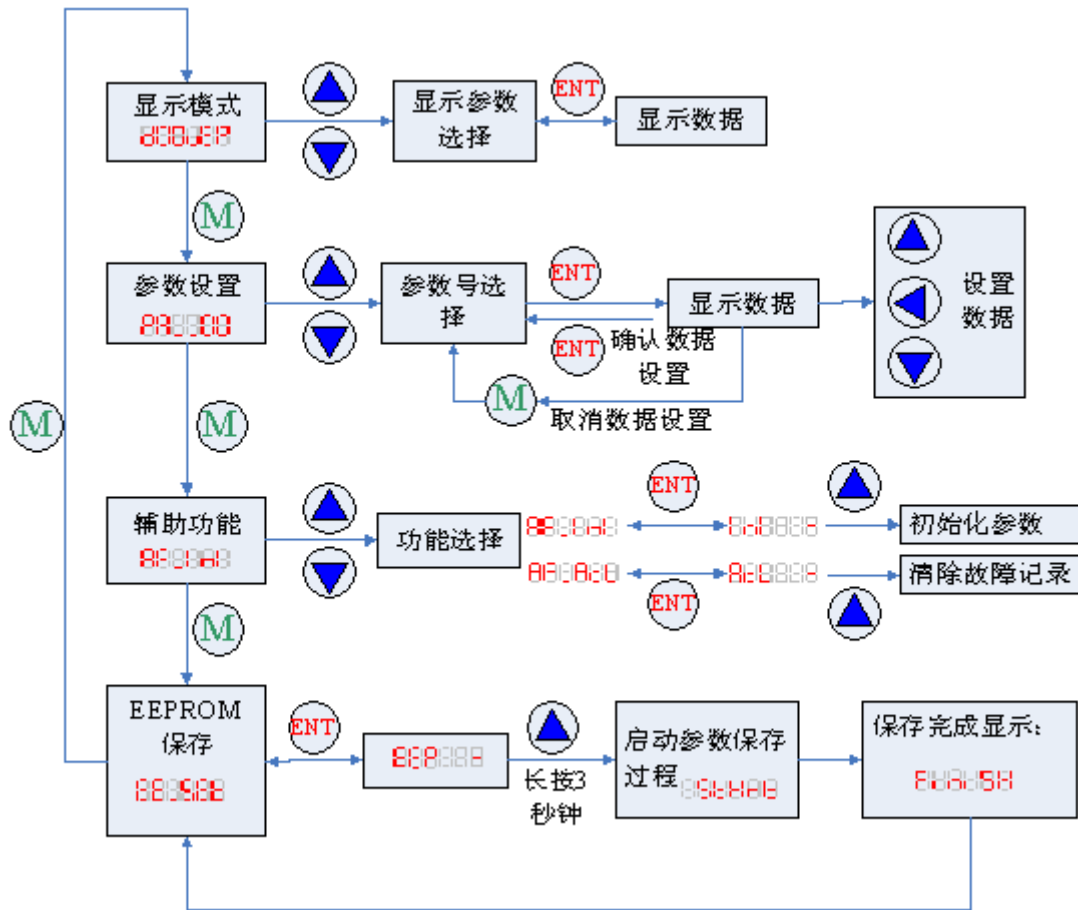 显示模式
ENT
显示参数
选择
显示数据
M
参数设置
参数号选
择
ENT
显示数据
设置
数据
ENT
确认数据
设置
M
取消数据设置
M
M
辅助功能
功能选择
ENT
初始化参数
清除故障记录
ENT
M
EEPROM
保存
ENT
长按3
秒钟
启动参数保存
过程
保存完成显示: